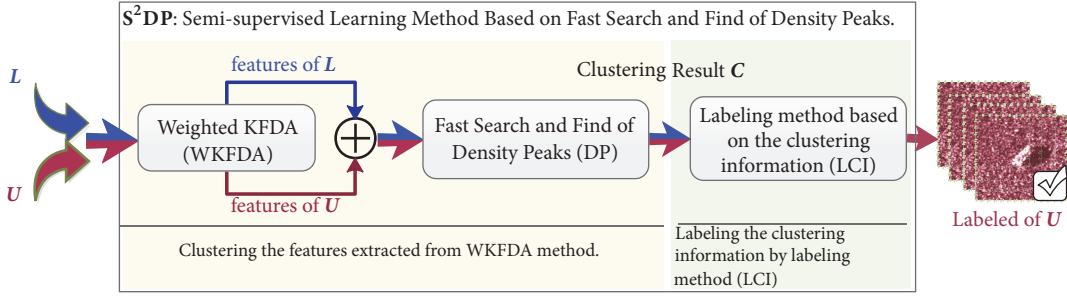 S²DP: Semi-supervised Learning Method Based on Fast Search and Find of Density Peaks.
L
U
Weighted KFDA
(WKFDA)
features of L
features of U
Fast Search and Find of
Density Peaks (DP)
Clustering Result C
Labeling method based
on the clustering
information (LCI)
Labeled of U
Clustering the features extracted from WKFDA method.
Labeling the clustering
information by labeling
method (LCI)